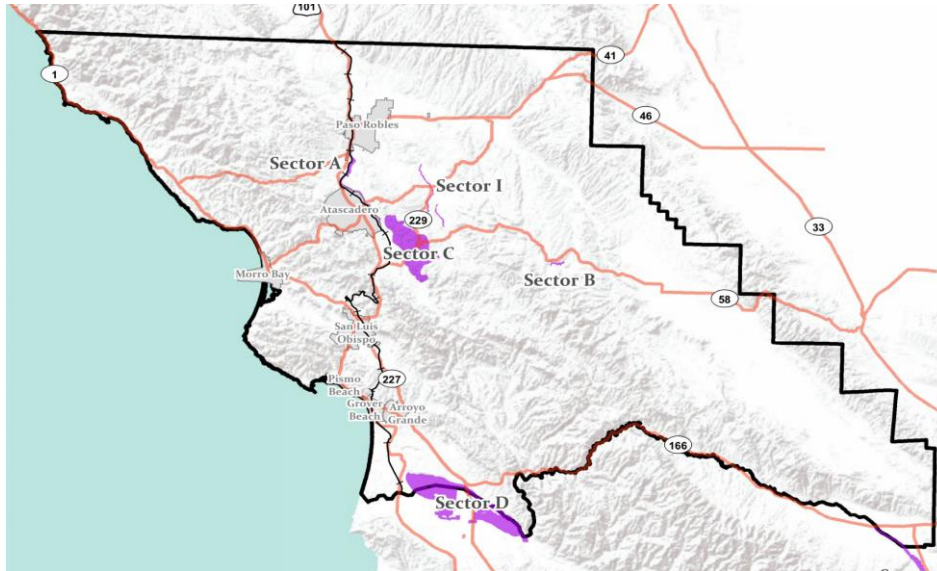 101
1
41
46
Paso Robles
Sector A
Sector I
Atascadero
229
33
Sector C
Morro Bay
Sector B
58
San Luis
Obispo
Pismo
Beach
227
Grover
Beach
Arroyo
Grande
166
Sector D